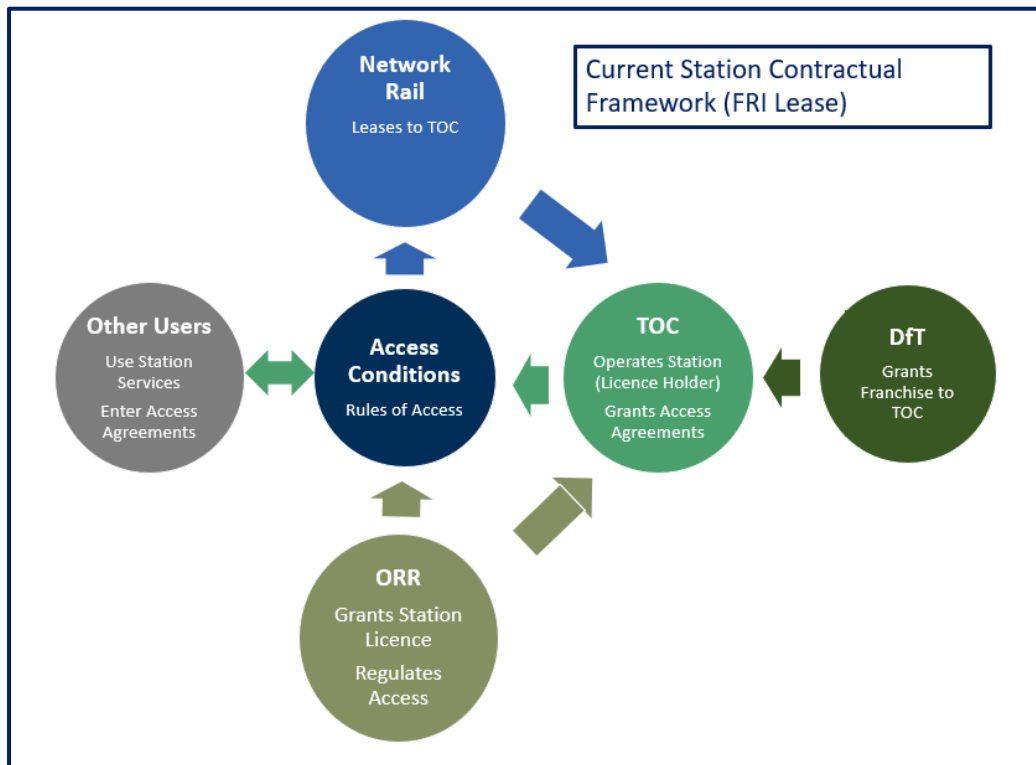 Current Station Contractual
Framework (FRI Lease)
Network
Rail
Leases to TOC
Other Users
Use Station
Services
Enter Access
Agreements
Access
Conditions
Rules of Access
TOC
Operates Station
(Licence Holder)
Grants Access
Agreements
DfT
Grants
Franchise to
TOC
ORR
Grants Station
Licence
Regulates
Access